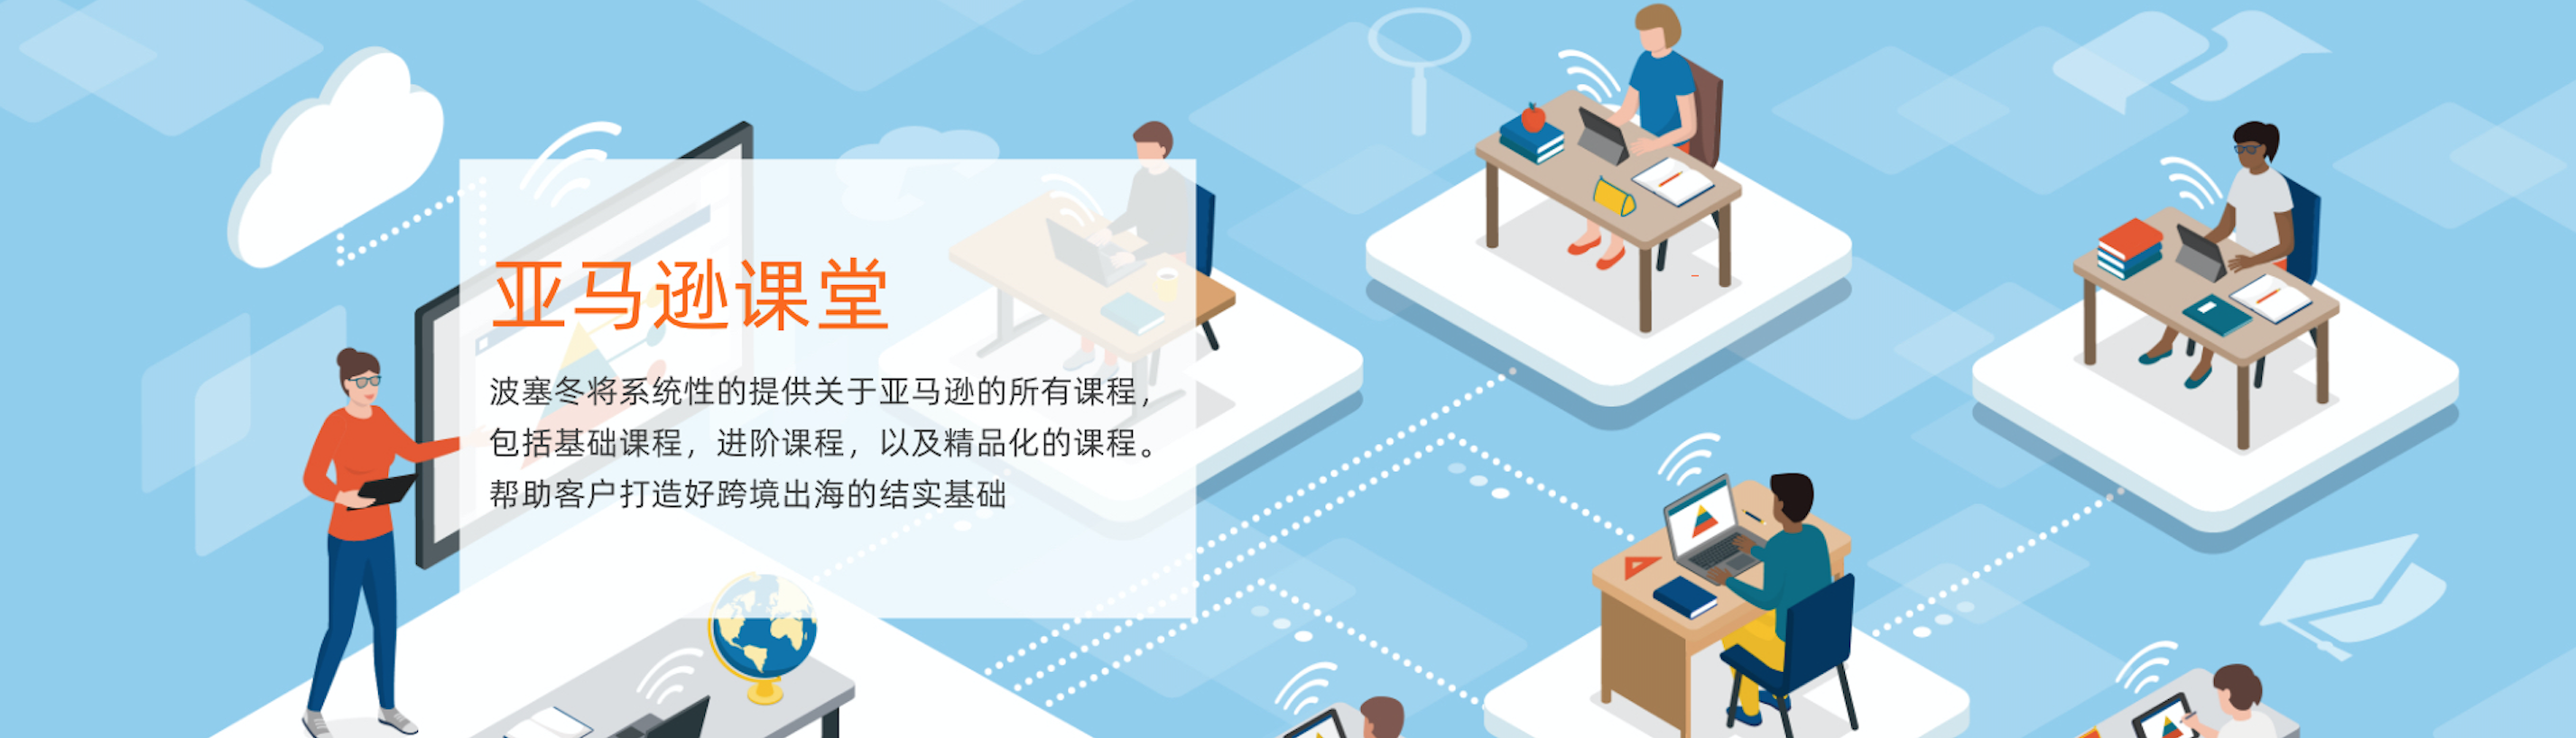 亚马逊课堂
波塞冬将系统性的提供关于亚马逊的所有课程，
包括基础课程，进阶课程，以及精品化的课程。
帮助客户打造好跨境出海的结实基础